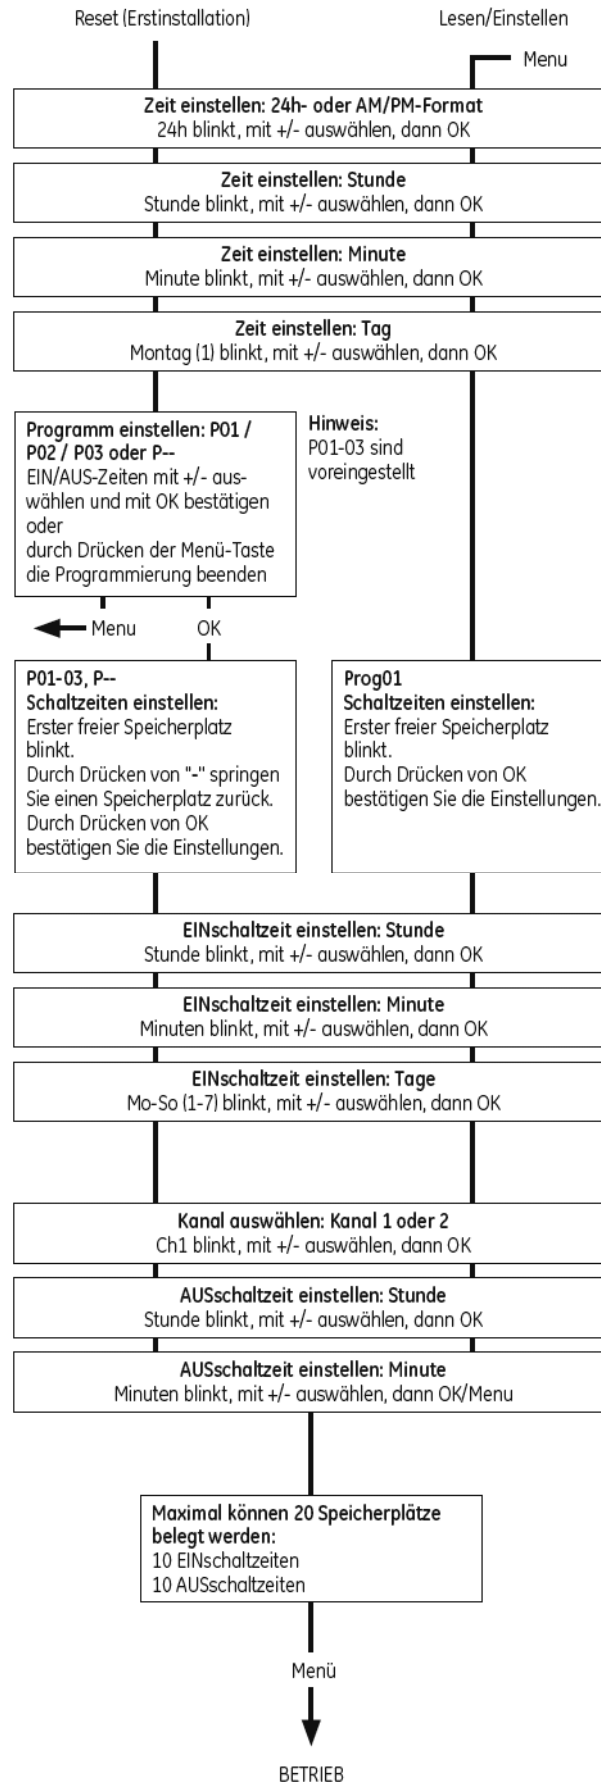 Reset (Erstinstallation)
Lesen/Einstellen
Menu
Zeit einstellen: 24h- oder AM/PM-Format
24h blinkt, mit +/- auswählen, dann OK
Zeit einstellen: Stunde
Stunde blinkt, mit +/- auswählen, dann OK
Zeit einstellen: Minute
Minute blinkt, mit +/- auswählen, dann OK
Zeit einstellen: Tag
Montag (1) blinkt, mit +/- auswählen, dann OK
Programm einstellen: P01 /
P02 / P03 oder P--
EIN/AUS-Zeiten mit +/- aus-
wählen und mit OK bestätigen
oder
durch Drücken der Menü-Taste
die Programmierung beenden
Hinweis:
P01-03 sind
voreingestellt
Menu
OK
P01-03, P--
Schaltzeiten einstellen:
Erster freier Speicherplatz
blinkt.
Durch Drücken von "-" springen
Sie einen Speicherplatz zurück.
Durch Drücken von OK
bestätigen Sie die Einstellungen.
Prog01
Schaltzeiten einstellen:
Erster freier Speicherplatz
blinkt.
Durch Drücken von OK
bestätigen Sie die Einstellungen.
EINschaltzeit einstellen: Stunde
Stunde blinkt, mit +/- auswählen, dann OK
EINschaltzeit einstellen: Minute
Minuten blinkt, mit +/- auswählen, dann OK
EINschaltzeit einstellen: Tage
Mo-So (1-7) blinkt, mit +/- auswählen, dann OK
Kanal auswählen: Kanal 1 oder 2
Ch1 blinkt, mit +/- auswählen, dann OK
AUSschaltzeit einstellen: Stunde
Stunde blinkt, mit +/- auswählen, dann OK
AUSschaltzeit einstellen: Minute
Minuten blinkt, mit +/- auswählen, dann OK/Menu
Maximal können 20 Speicherplätze
belegt werden:
10 EINschaltzeiten
10 AUSschaltzeiten
Menü
BETRIEB